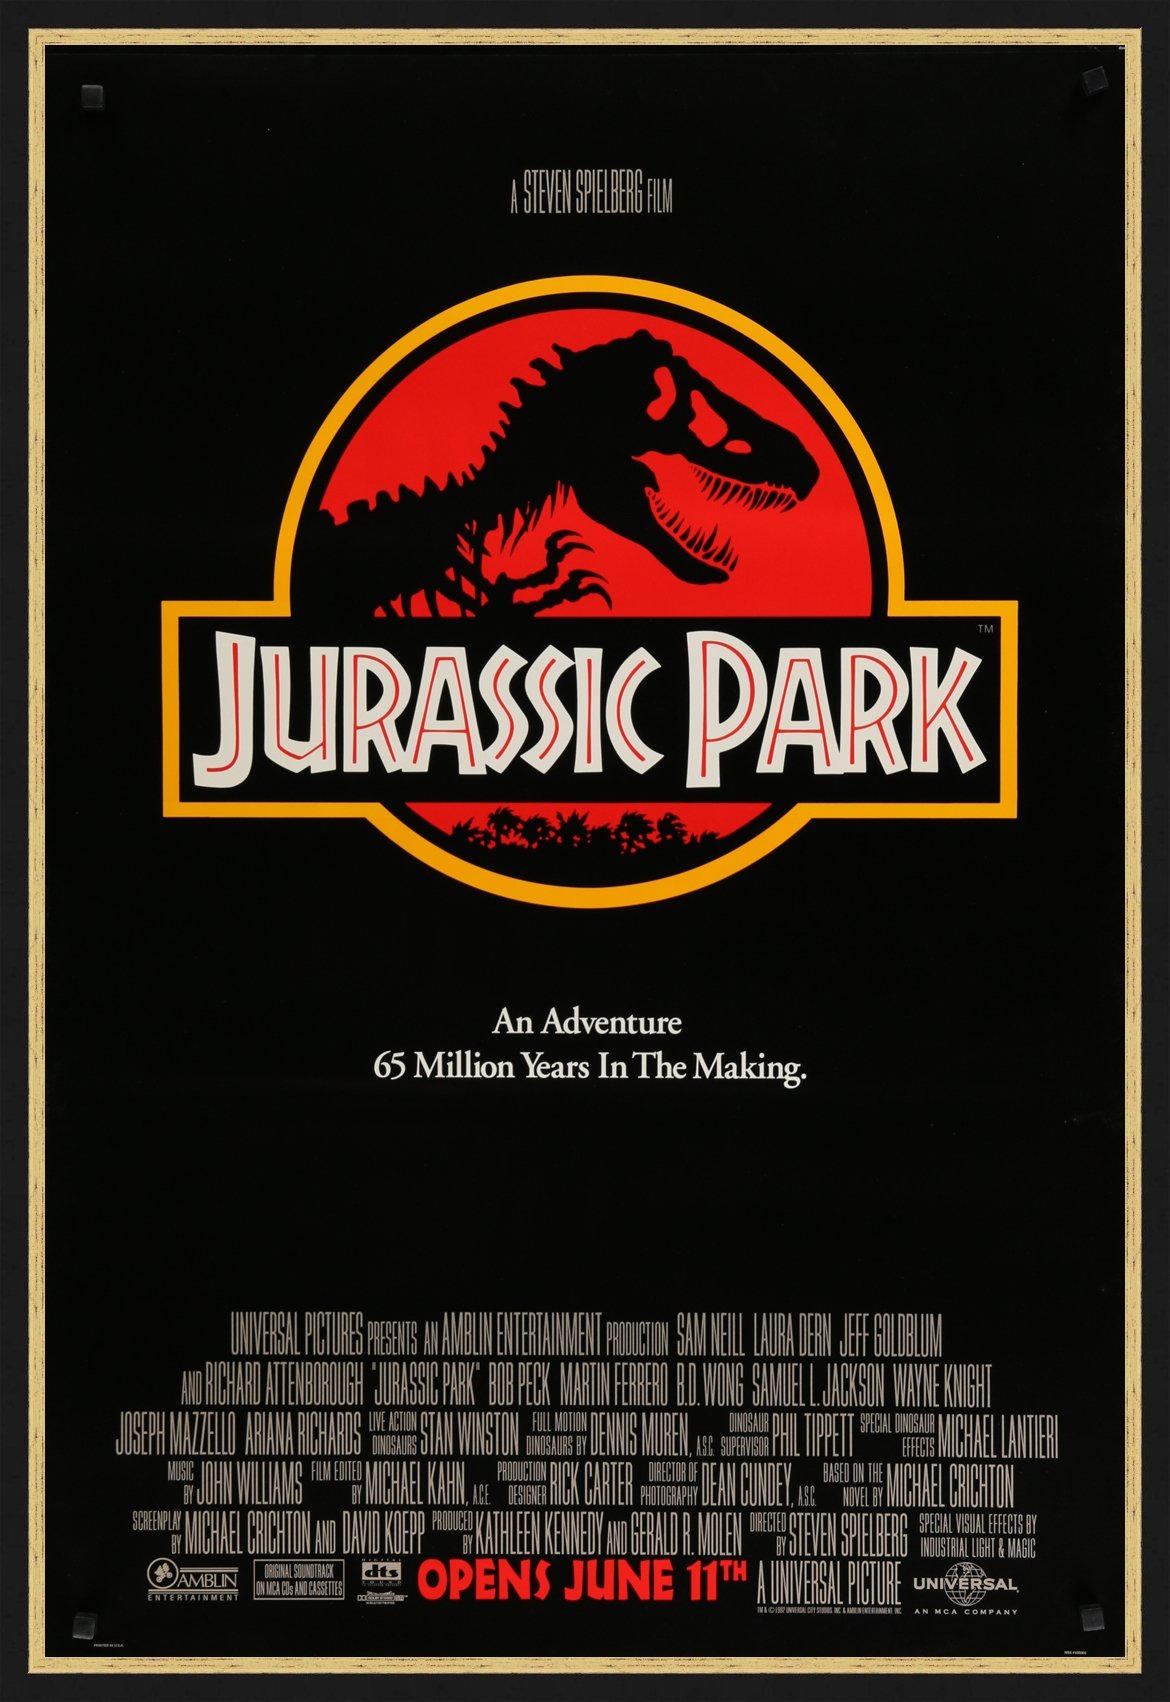 A STEVEN SPIELBERG FILM
JURASSIC PARK
TM
An Adventure
65 Million Years In The Making.
UNIVERSAL PICTURES PRESENTS AN AMBLIN ENTERTAINMENT PRODUCTION SAM NEILL LAURA DERN JEFF GOLDBLUM
AND RICHARD ATTENBOROUGH "JURASSIC PARK" BOB PECK MARTIN FERRERO B.D. WONG SAMUEL L. JACKSON WAYNE KNIGHT
JOSEPH MAZZELLO ARIANA RICHARDS LIVE ACTION DINOSAURS STAN WINSTON FULL MOTION DINOSAURS BY DENNIS MUREN, A.S.C. DINOSAUR SUPERVISOR PHIL TIPPETT SPECIAL DINOSAUR EFFECTS MICHAEL LANTIERI
MUSIC BY JOHN WILLIAMS FILM EDITED BY MICHAEL KAHN, A.C.E. PRODUCTION DESIGNER RICK CARTER DIRECTOR OF PHOTOGRAPHY DEAN CUNDEY, A.S.C. BASED ON THE NOVEL BY MICHAEL CRICHTON
SCREENPLAY BY MICHAEL CRICHTON AND DAVID KOEPP PRODUCED BY KATHLEEN KENNEDY AND GERALD R. MOLEN DIRECTED BY STEVEN SPIELBERG SPECIAL VISUAL EFFECTS BY INDUSTRIAL LIGHT & MAGIC
AMBLIN
ENTERTAINMENT
ORIGINAL SOUNDTRACK
ON MCA CDs AND CASSETTES
DIGITAL
dts
DOLBY STEREO
OPENS JUNE 11TH
A UNIVERSAL PICTURE
UNIVERSAL
AN MCA COMPANY
PRINTED IN U.S.A.